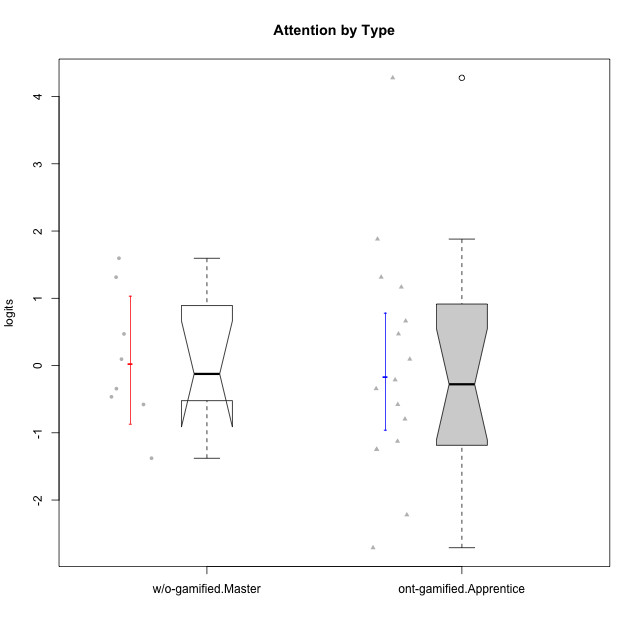 Attention by Type
logits
4
3
2
1
0
-1
-2
w/o-gamified.Master
ont-gamified.Apprentice